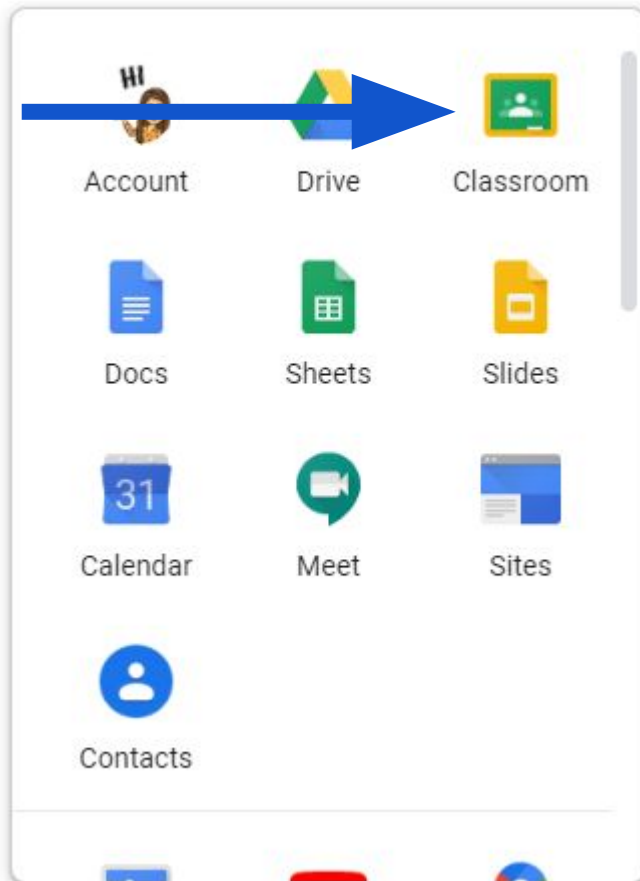 HI
Account Drive Classroom
Docs Sheets Slides
31
Calendar Meet Sites
Contacts